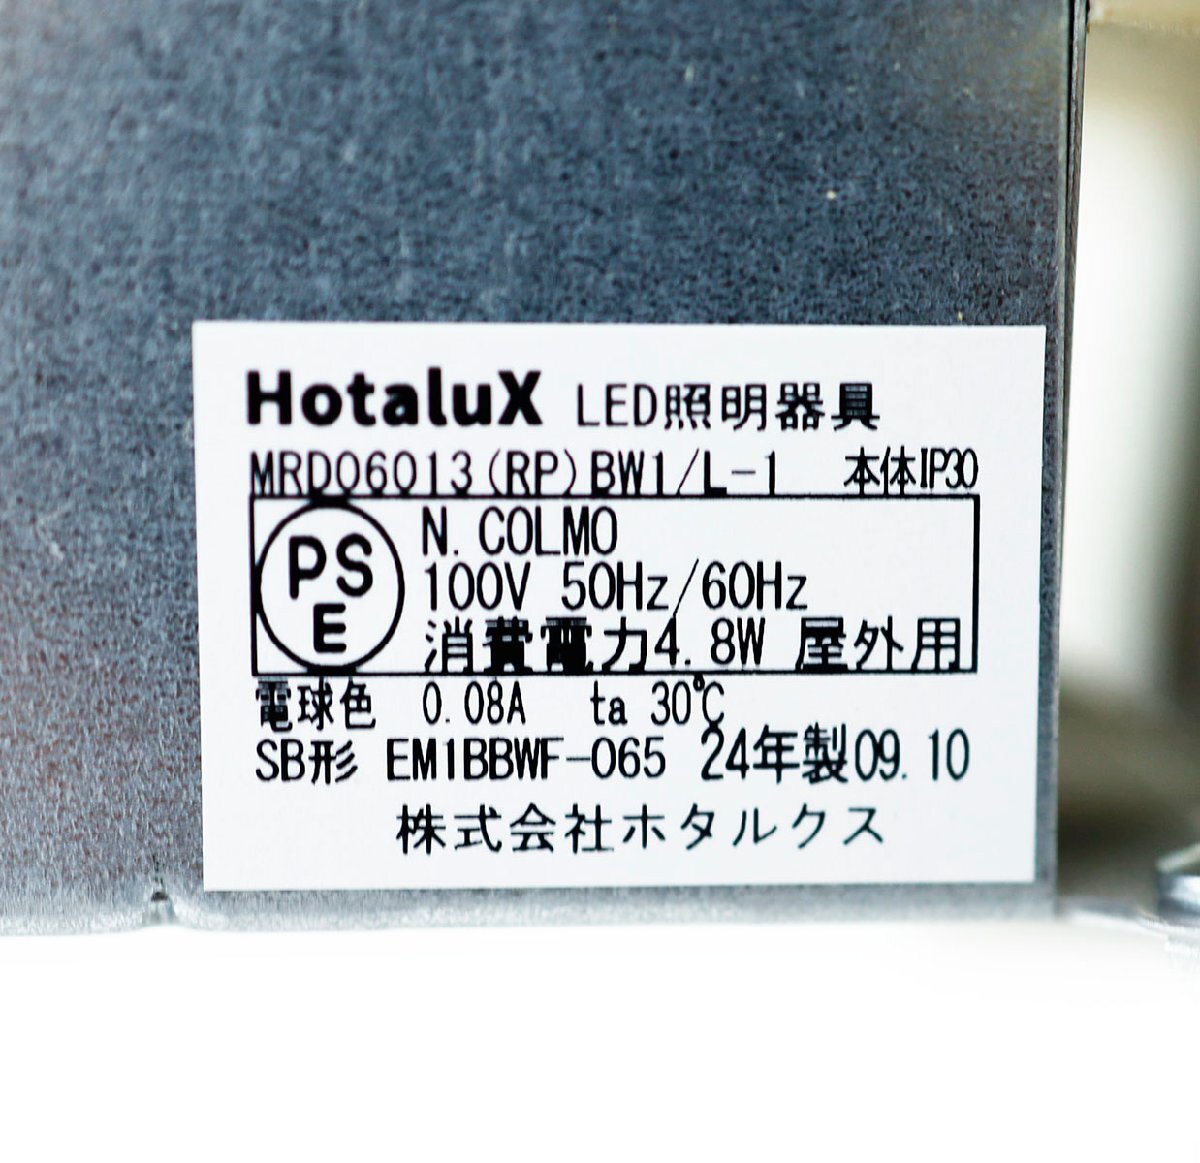 HotaluX LED照明器具
MRD06013(RP)BW1/L-1 本体IP30
PSE
N.COLMO
100V 50Hz/60Hz
消費電力4.8W 屋外用
電球色 0.08A ta 30℃
SB形 EM1BBWF-065 24年製09.10
株式会社ホタルクス